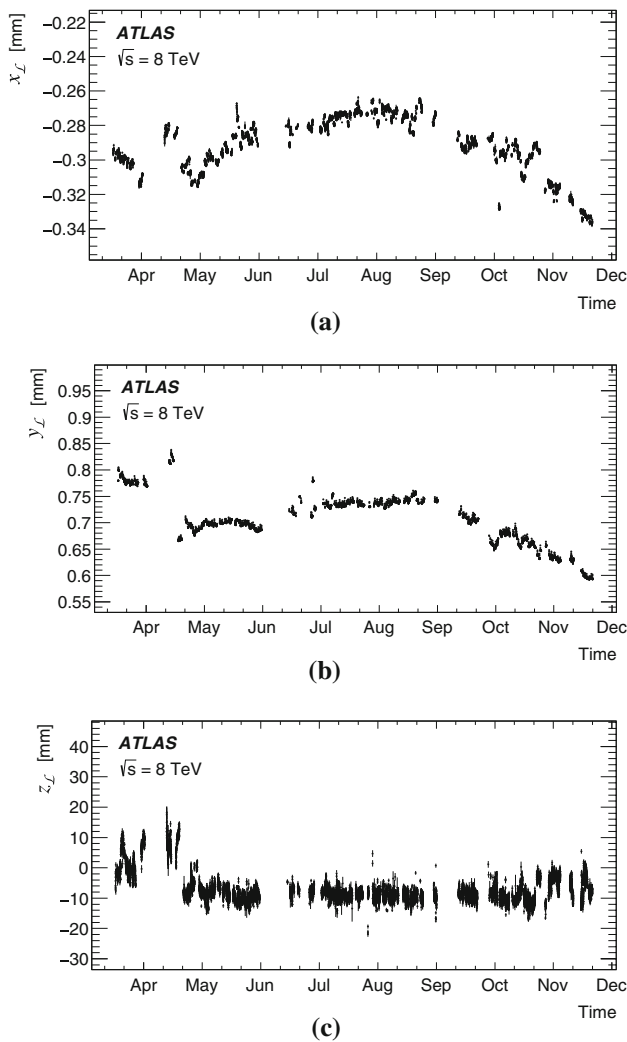 x_ℒ [mm]
−0.22
−0.24
−0.26
−0.28
−0.3
−0.32
−0.34
ATLAS
√s = 8 TeV
Apr May Jun Jul Aug Sep Oct Nov Dec
Time
(a)
y_ℒ [mm]
0.95
0.9
0.85
0.8
0.75
0.7
0.65
0.6
0.55
ATLAS
√s = 8 TeV
Apr May Jun Jul Aug Sep Oct Nov Dec
Time
(b)
z_ℒ [mm]
40
30
20
10
0
−10
−20
−30
ATLAS
√s = 8 TeV
Apr May Jun Jul Aug Sep Oct Nov Dec
Time
(c)